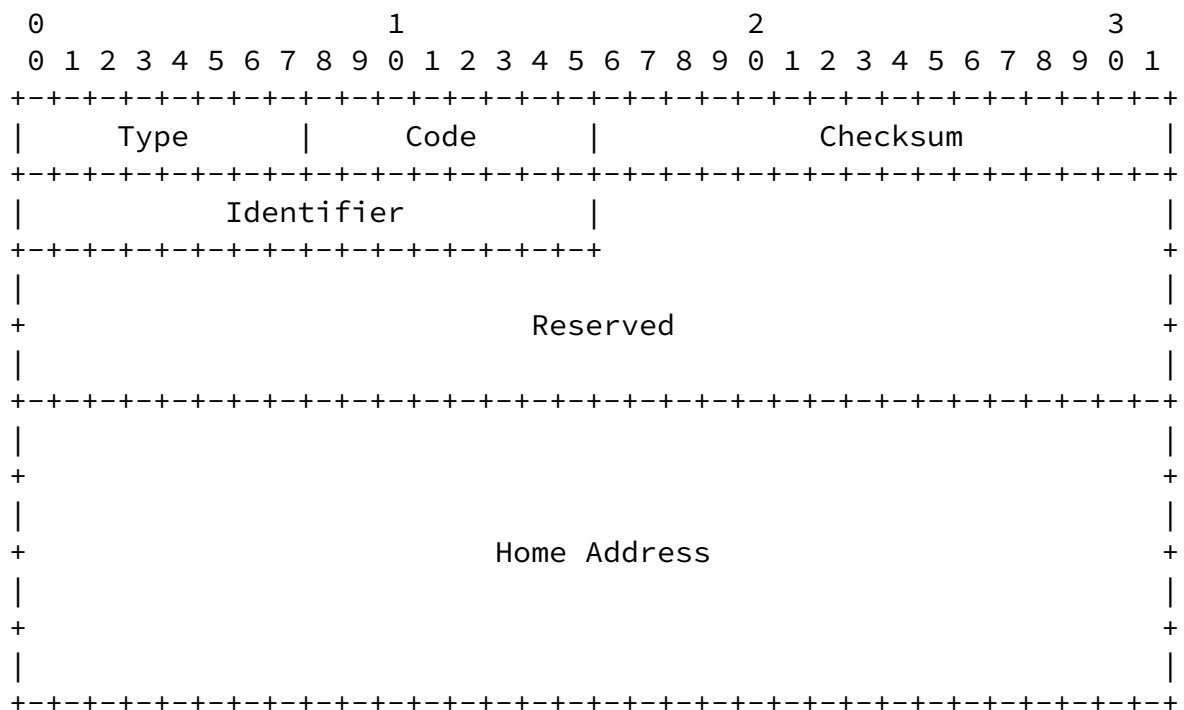 0                   1                   2                   3
 0 1 2 3 4 5 6 7 8 9 0 1 2 3 4 5 6 7 8 9 0 1 2 3 4 5 6 7 8 9 0 1
+-+-+-+-+-+-+-+-+-+-+-+-+-+-+-+-+-+-+-+-+-+-+-+-+-+-+-+-+-+-+-+-+
|     Type      |     Code      |            Checksum           |
+-+-+-+-+-+-+-+-+-+-+-+-+-+-+-+-+-+-+-+-+-+-+-+-+-+-+-+-+-+-+-+-+
|           Identifier          |                               |
+-+-+-+-+-+-+-+-+-+-+-+-+-+-+-+-+                               +
|                                                               |
+                            Reserved                           +
|                                                               |
+-+-+-+-+-+-+-+-+-+-+-+-+-+-+-+-+-+-+-+-+-+-+-+-+-+-+-+-+-+-+-+-+
|                                                               |
+                                                               +
|                                                               |
+                          Home Address                         +
|                                                               |
+                                                               +
|                                                               |
+-+-+-+-+-+-+-+-+-+-+-+-+-+-+-+-+-+-+-+-+-+-+-+-+-+-+-+-+-+-+-+-+